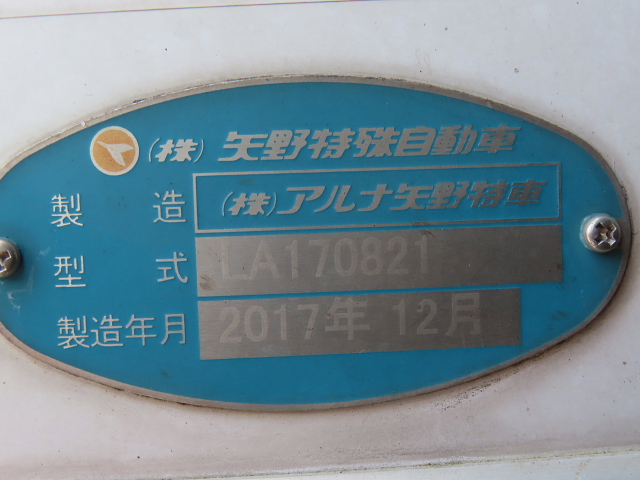 (株) 矢野特殊自動車
製造 (株)アルナ矢野特車
型式 LA170821
製造年月 2017年 12月